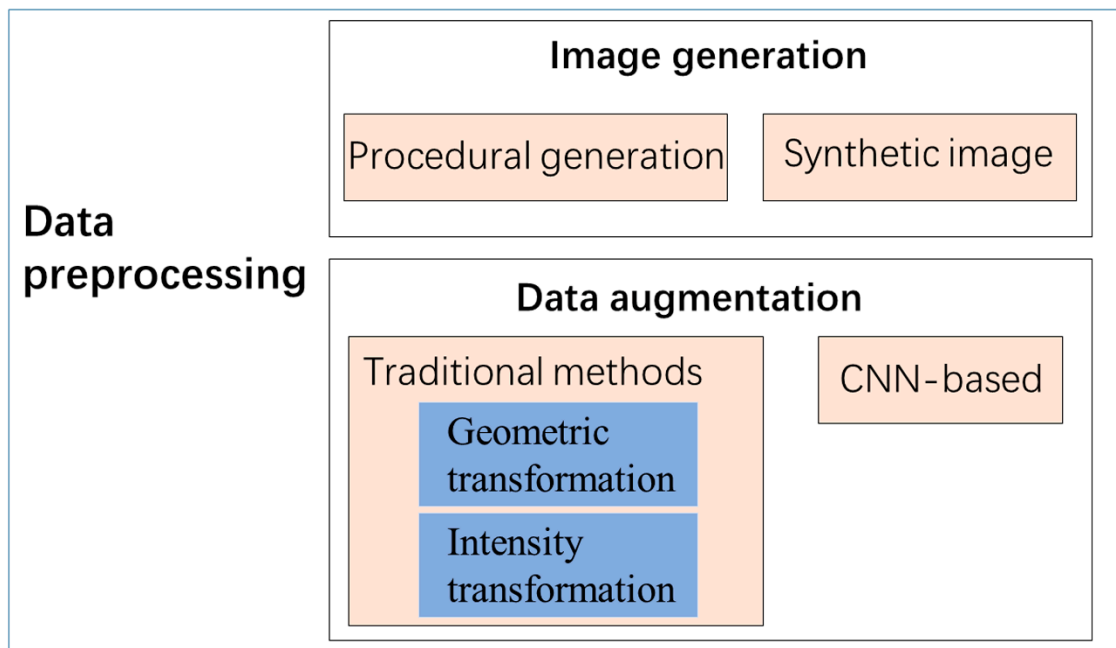 Image generation
Procedural generation
Synthetic image
Data
preprocessing
Data augmentation
Traditional methods
CNN-based
Geometric
transformation
Intensity
transformation